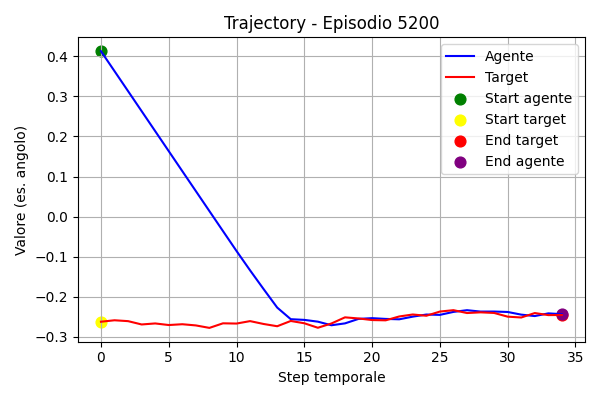 Trajectory - Episodio 5200
Valore (es. angolo)
0.4
0.3
0.2
0.1
0.0
−0.1
−0.2
−0.3
0 5 10 15 20 25 30 35
Step temporale
Agente
Target
Start agente
Start target
End target
End agente